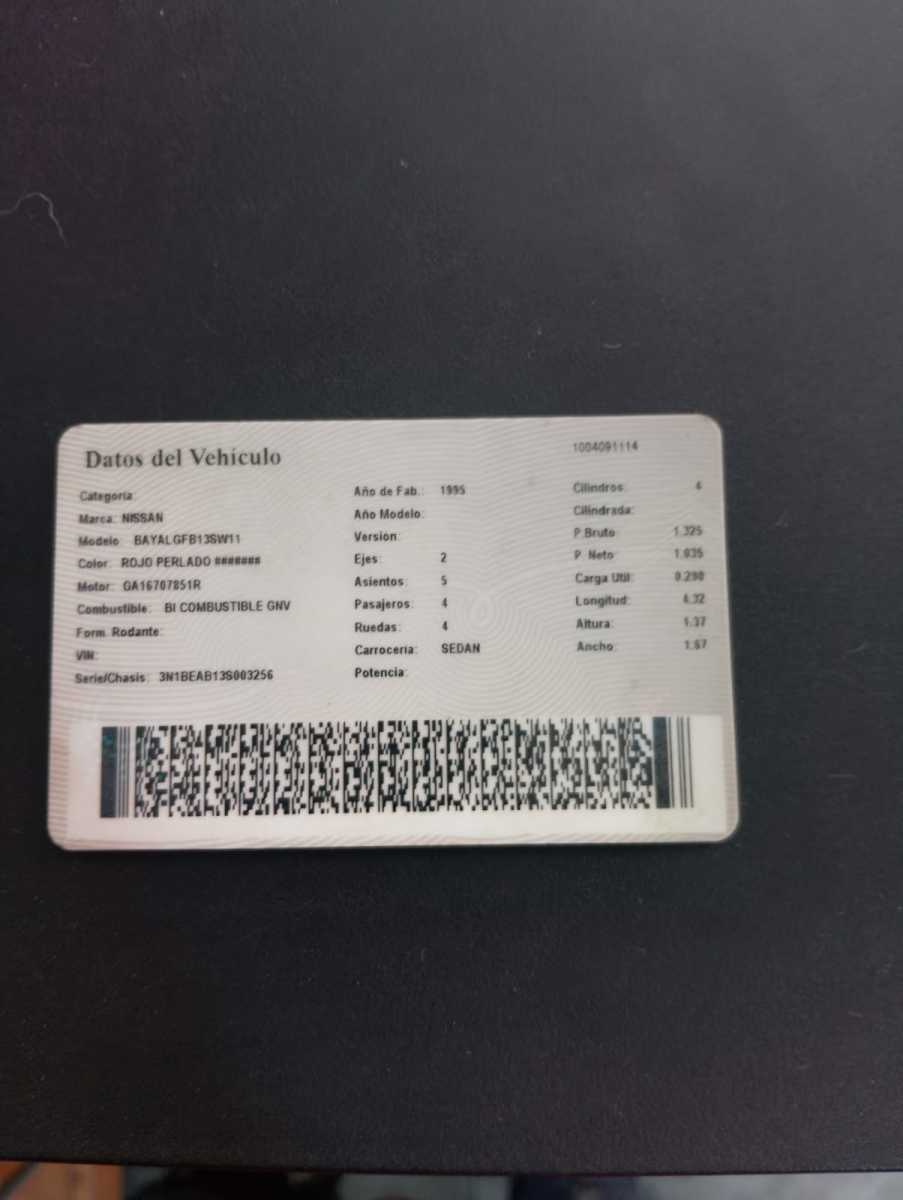 Datos del Vehículo
1004091114
Categoría:
Marca: NISSAN
Modelo: BAYALGFB13SW11
Color: ROJO PERLADO #######
Motor: GA16707851R
Combustible: BI COMBUSTIBLE GNV
Form. Rodante:
VIN:
Serie/Chasis: 3N1BEAB13S003256
Año de Fab.: 1995
Año Modelo:
Versión:
Ejes: 2
Asientos: 5
Pasajeros: 4
Ruedas: 4
Carrocería: SEDAN
Potencia:
Cilindros: 4
Cilindrada:
P.Bruto: 1.325
P. Neto: 1.035
Carga Util: 0.290
Longitud: 4.32
Altura: 1.37
Ancho: 1.67